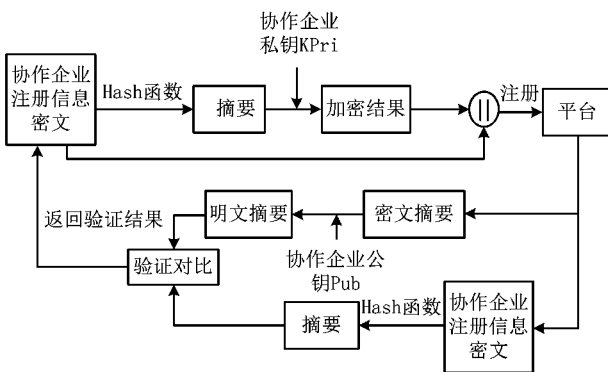 协作企业
私钥KPri
协作企业
注册信息
密文
Hash函数
摘要
加密结果
||
注册
平台
返回验证结果
明文摘要
密文摘要
验证对比
协作企业公
钥Pub
摘要
Hash函数
协作企业
注册信息
密文